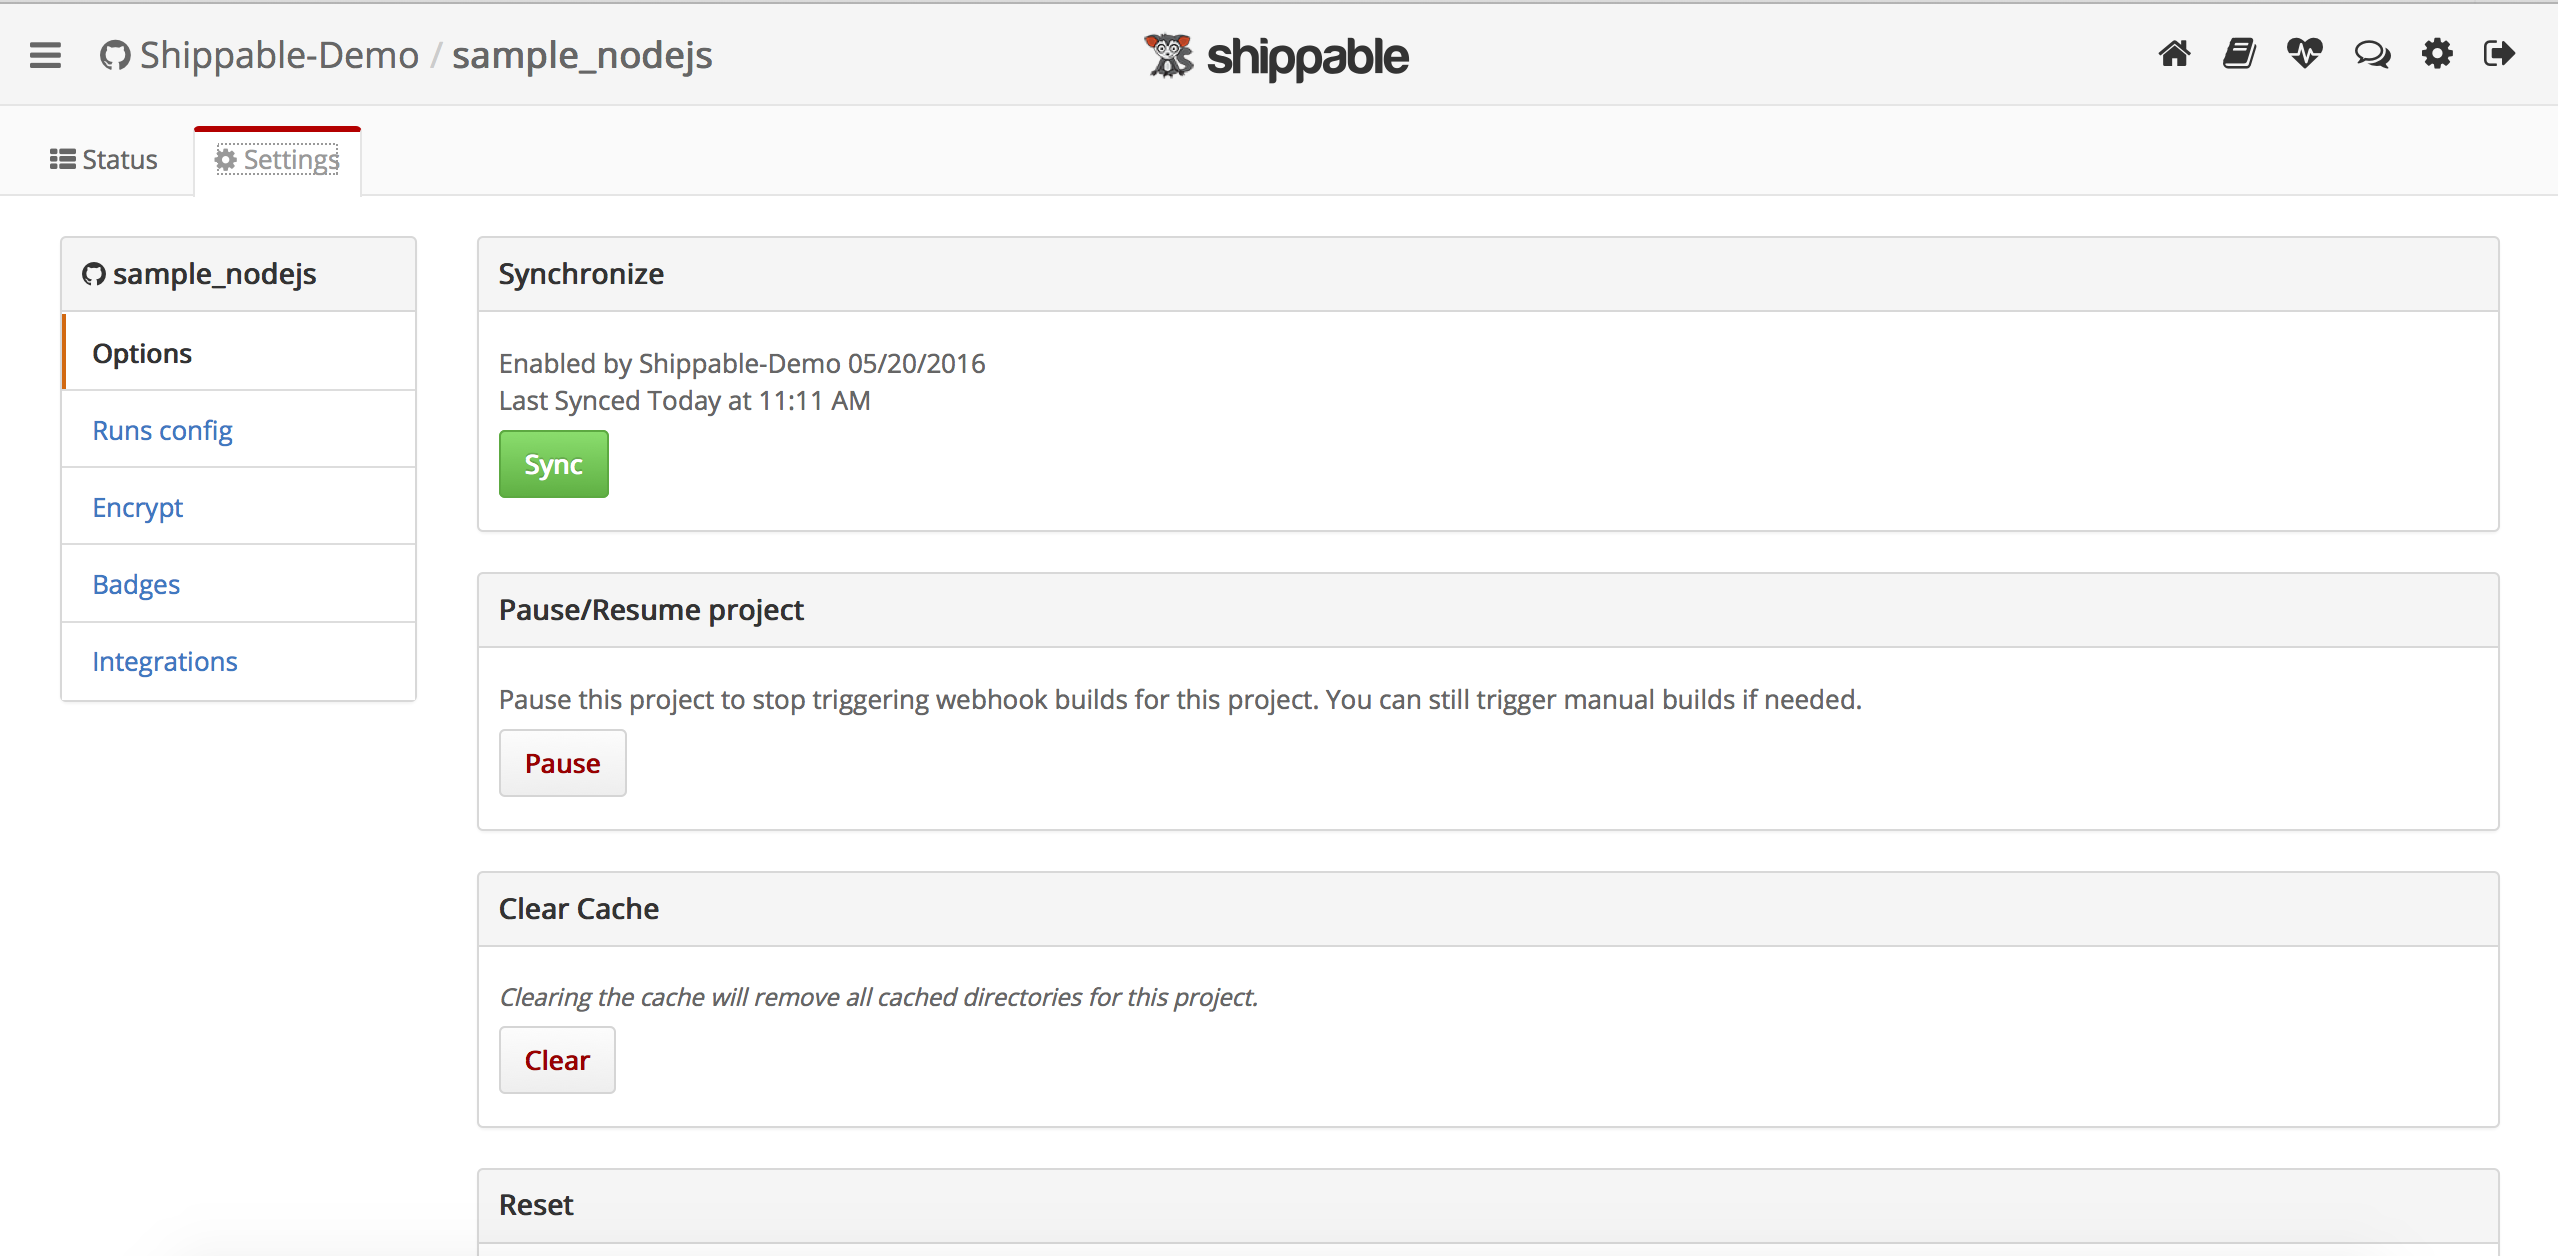 Shippable-Demo / sample_nodejs
shippable
Status
Settings
sample_nodejs
Options
Runs config
Encrypt
Badges
Integrations
Synchronize
Enabled by Shippable-Demo 05/20/2016
Last Synced Today at 11:11 AM
Sync
Pause/Resume project
Pause this project to stop triggering webhook builds for this project. You can still trigger manual builds if needed.
Pause
Clear Cache
Clearing the cache will remove all cached directories for this project.
Clear
Reset